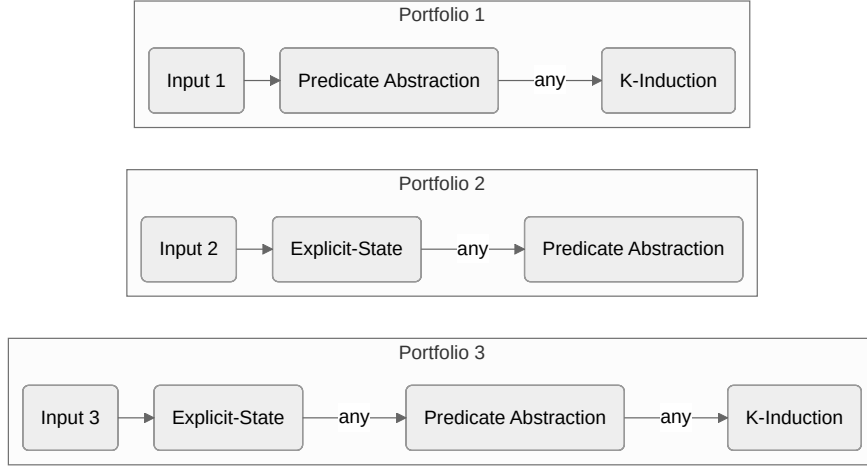 Portfolio 1
Input 1 Predicate Abstraction any K-Induction
Portfolio 2
Input 2 Explicit-State any Predicate Abstraction
Portfolio 3
Input 3 Explicit-State any Predicate Abstraction any K-Induction